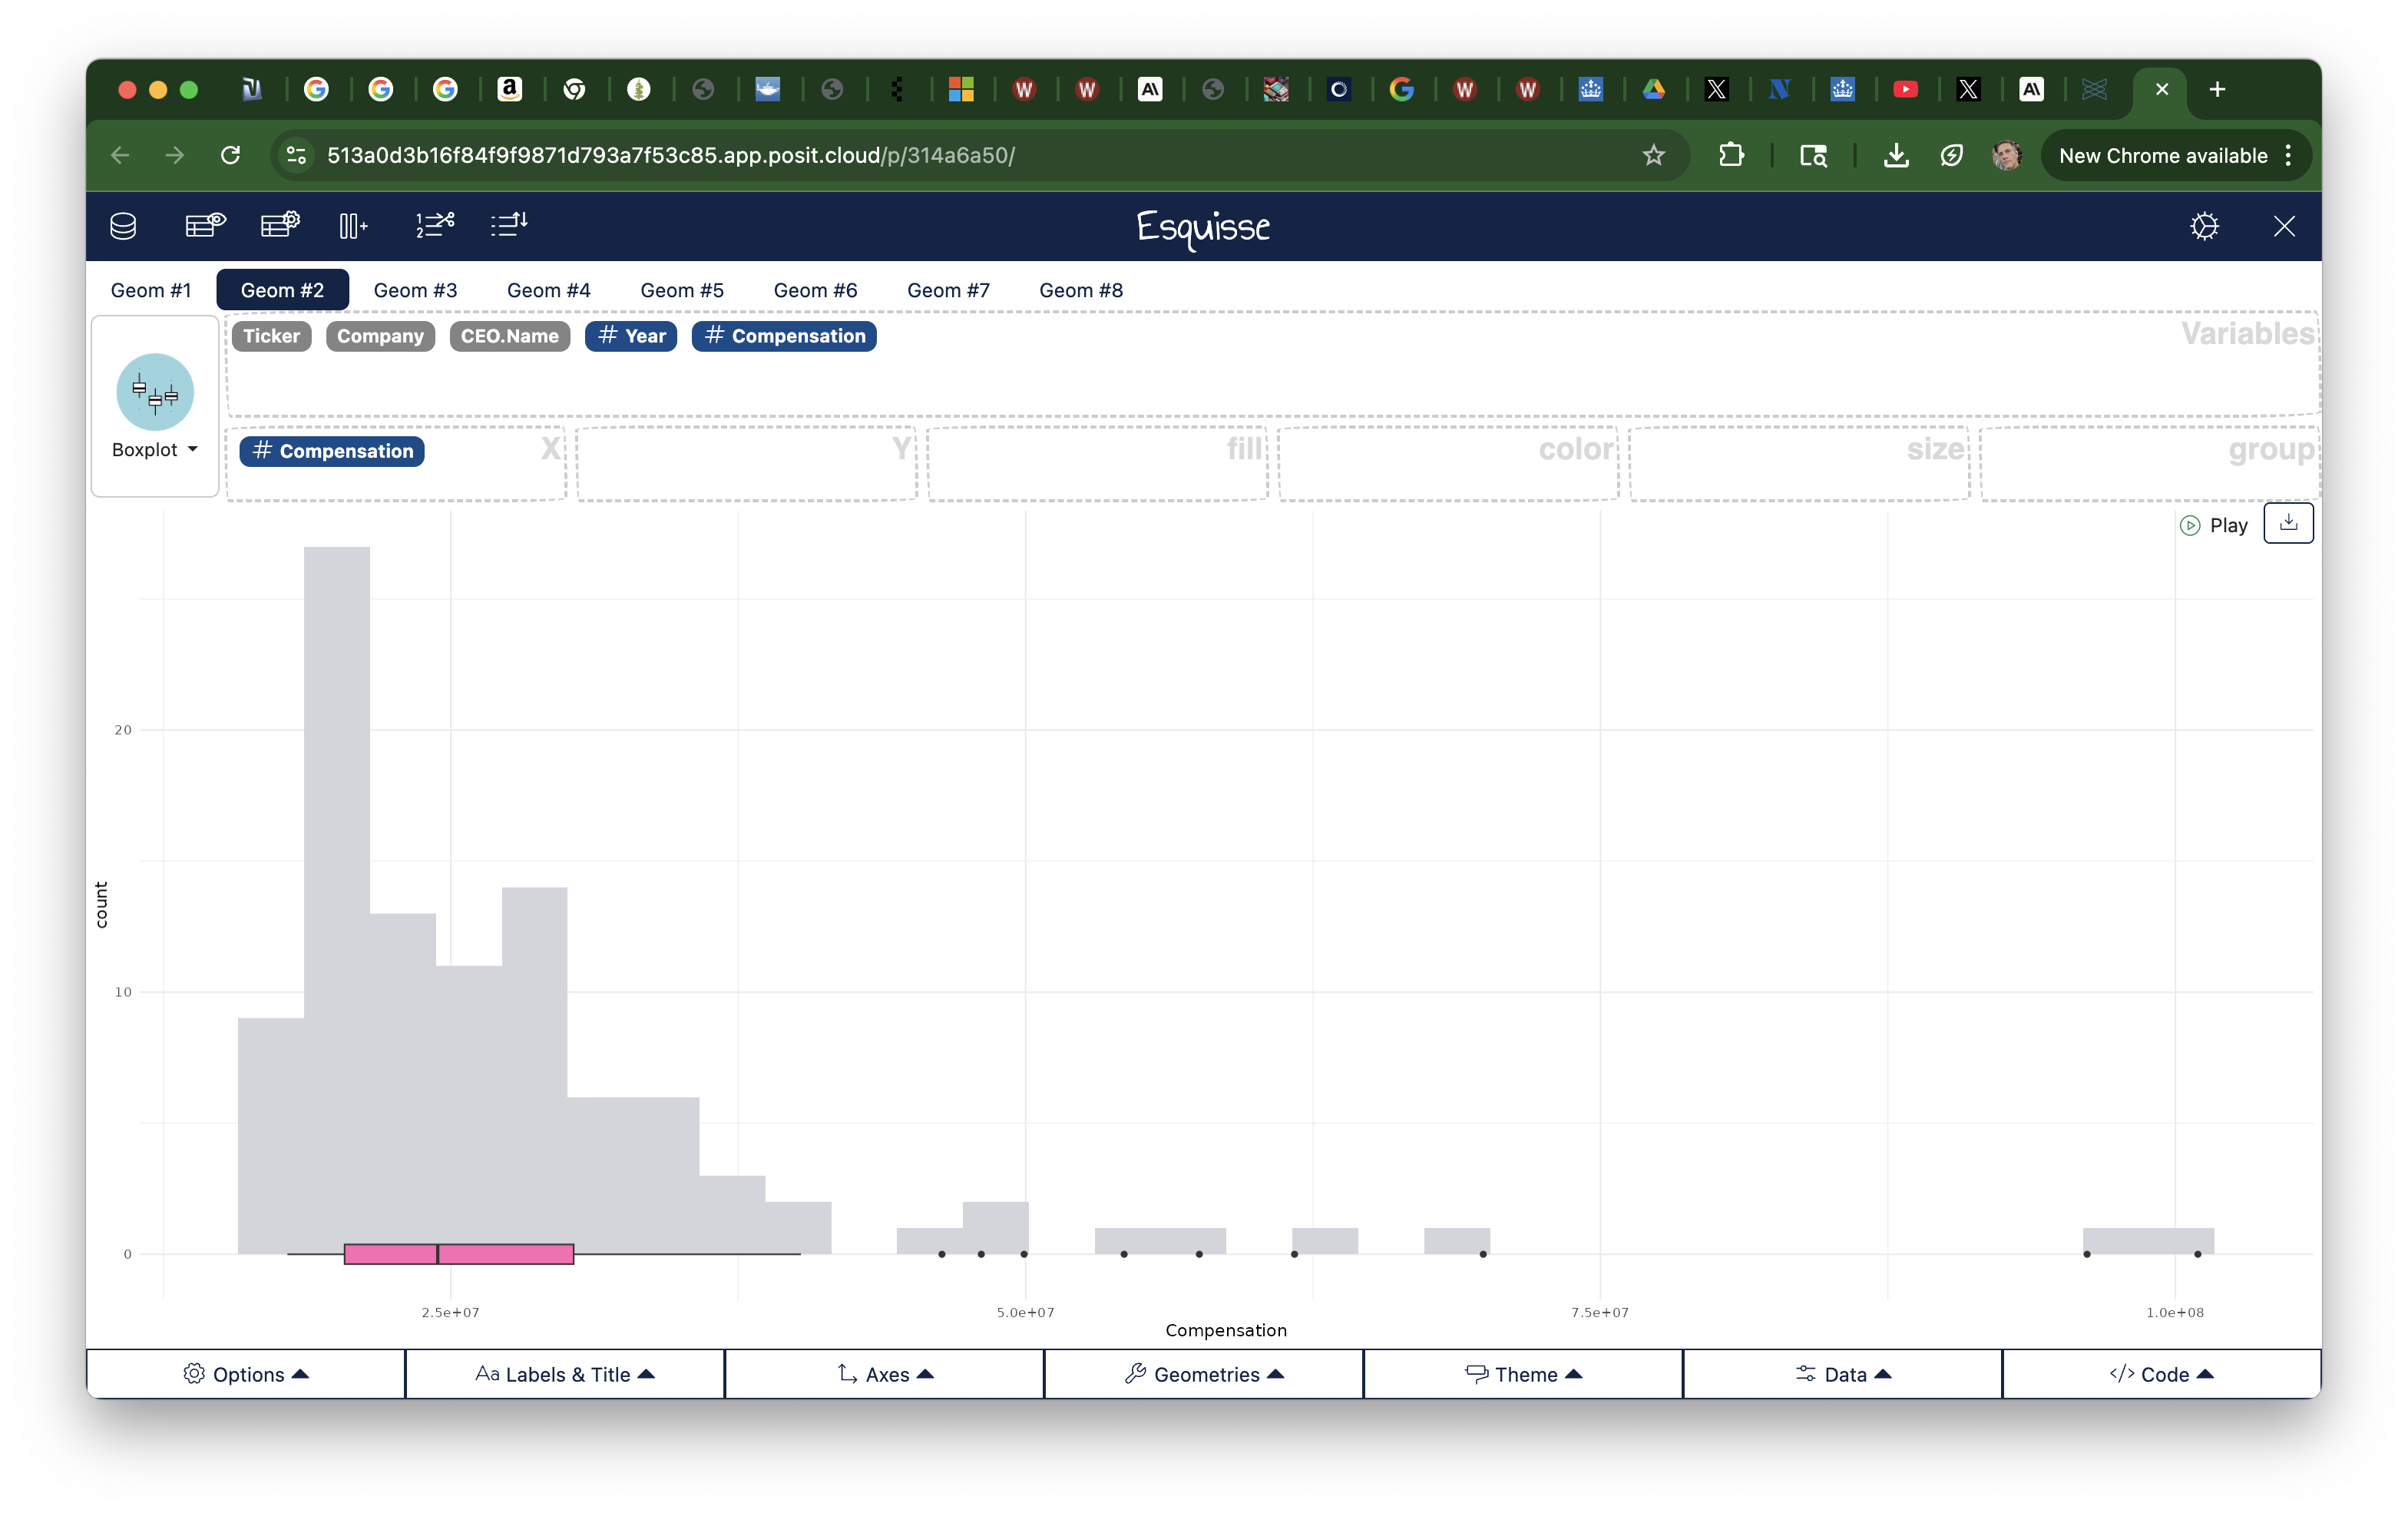 513a0d3b16f84f9f9871d793a7f53c85.app.posit.cloud/p/314a6a50/
New Chrome available
Esquisse
Geom #1 Geom #2 Geom #3 Geom #4 Geom #5 Geom #6 Geom #7 Geom #8
Ticker Company CEO.Name # Year # Compensation Variables
Boxplot
# Compensation X Y fill color size group
Play
20
10
0
count
2.5e+07 5.0e+07 7.5e+07 1.0e+08
Compensation
Options Aa Labels & Title Axes Geometries Theme Data </> Code